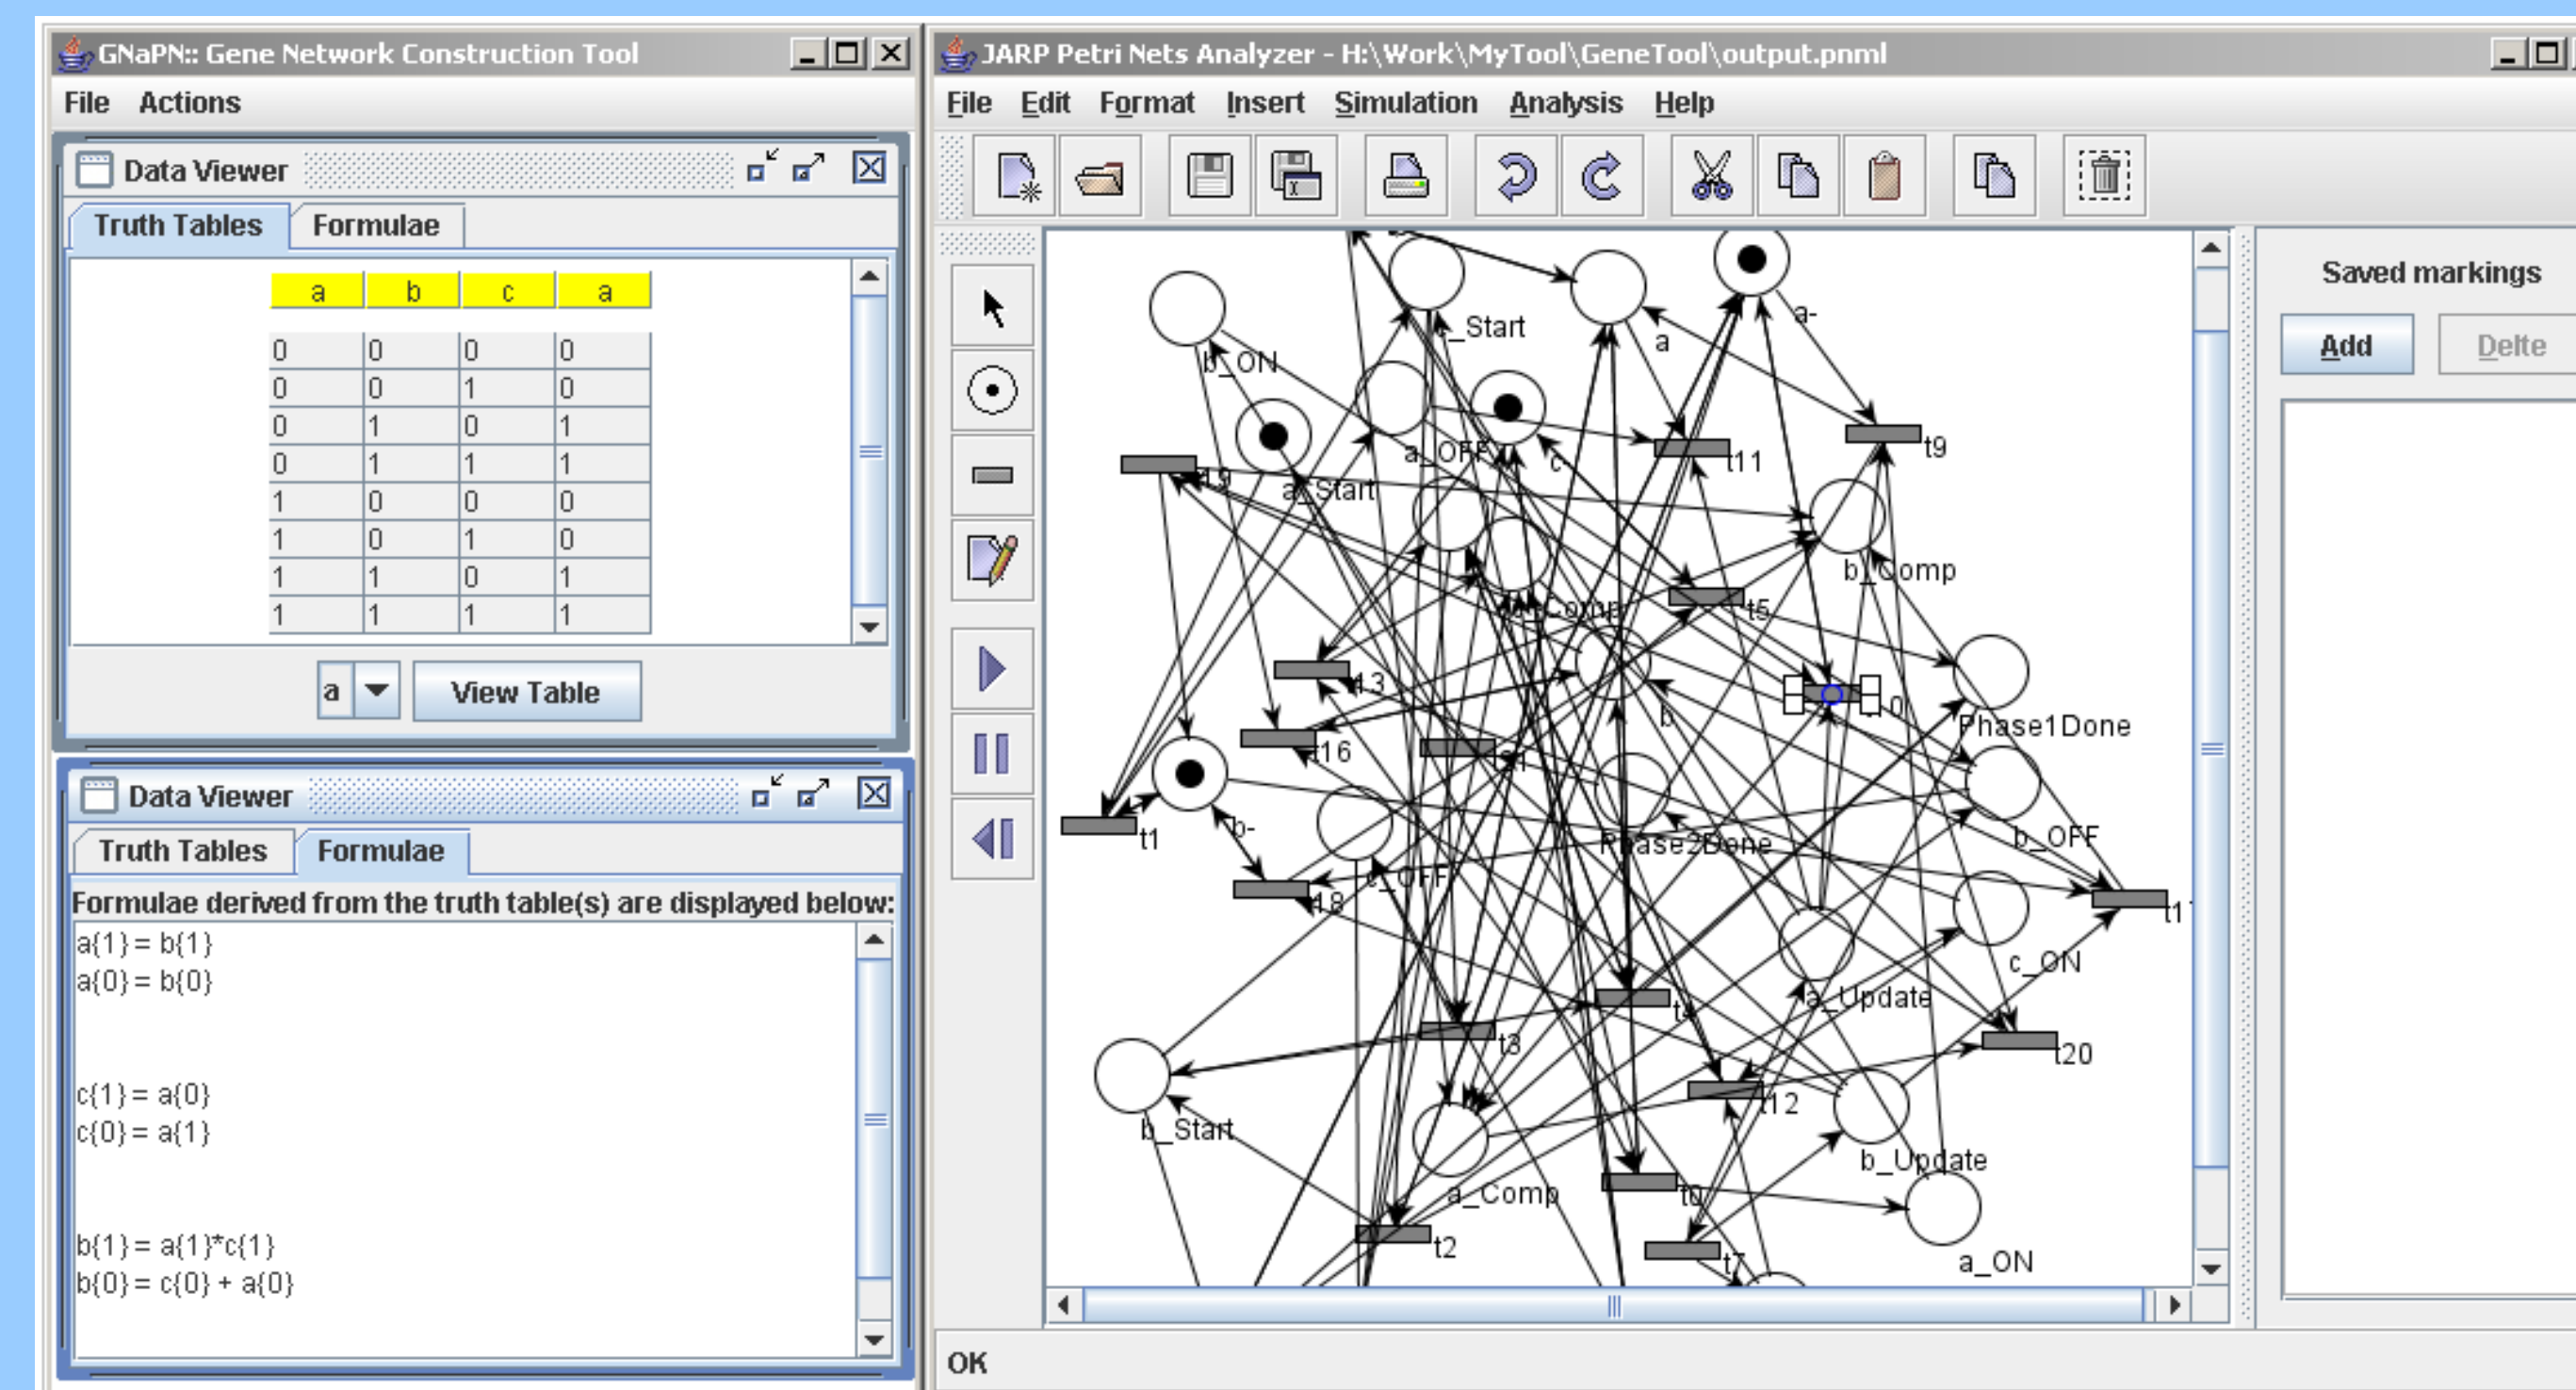 GNaPN:: Gene Network Construction Tool
File Actions
Data Viewer
Truth Tables Formulae
a b c a
0 0 0 0
0 0 1 0
0 1 0 1
0 1 1 1
1 0 0 0
1 0 1 0
1 1 0 1
1 1 1 1
a View Table
Data Viewer
Truth Tables Formulae
Formulae derived from the truth table(s) are displayed below:
a{1} = b{1}
a{0} = b{0}
c{1} = a{0}
c{0} = a{1}
b{1} = a{1}*c{1}
b{0} = c{0} + a{0}
JARP Petri Nets Analyzer - H:\Work\MyTool\GeneTool\output.pnml
File Edit Format Insert Simulation Analysis Help
_Start
a
a-
b_ON
a_OFF
c-
t11
t9
a_Start
b_Comp
_Comp
t5
b
Phase1Done
t16
b-
t1
Phase2Done
b_OFF
c_OFF
c_ON
a_Update
t3
t20
t12
b_Start
b_Update
a_Comp
t2
t7
a_ON
Saved markings
Add Delte
OK